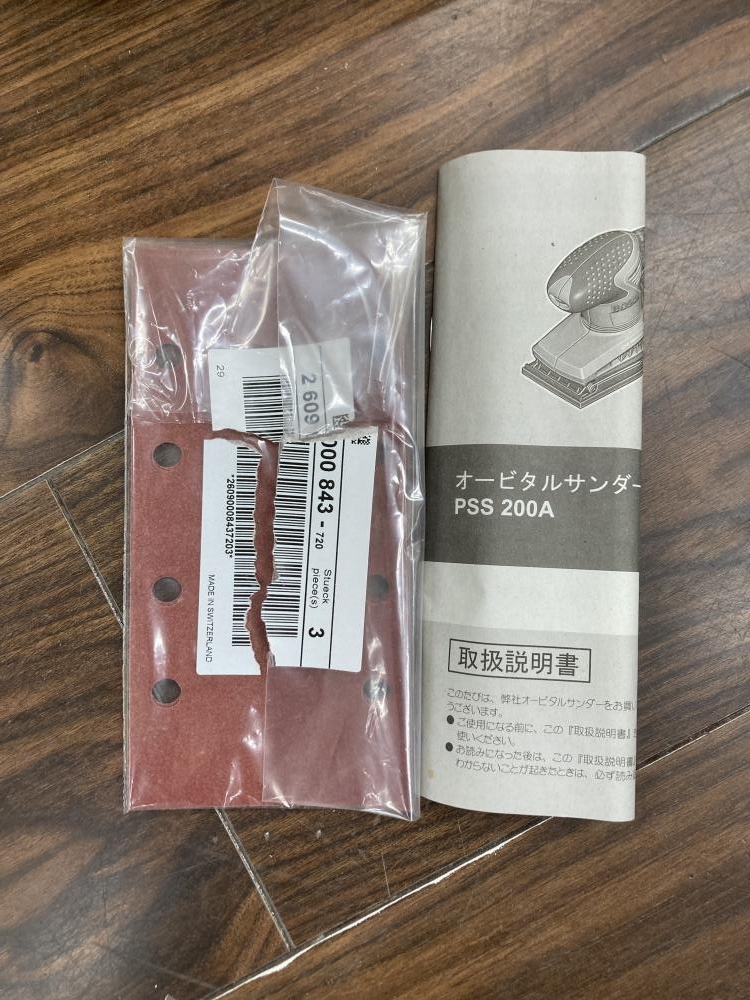 29
2 609
000 843 - 720
Stueck
piece(s)
3
*26090008437203*
MADE IN SWITZERLAND
オービタルサンダー
PSS 200A
取扱説明書
このたびは、弊社オービタルサンダーをお買い
うございます。
●ご使用になる前に、この『取扱説明書』
使いください。
●お読みになった後は、この『取扱説明書
わからないことが起きたときは、必ず読み